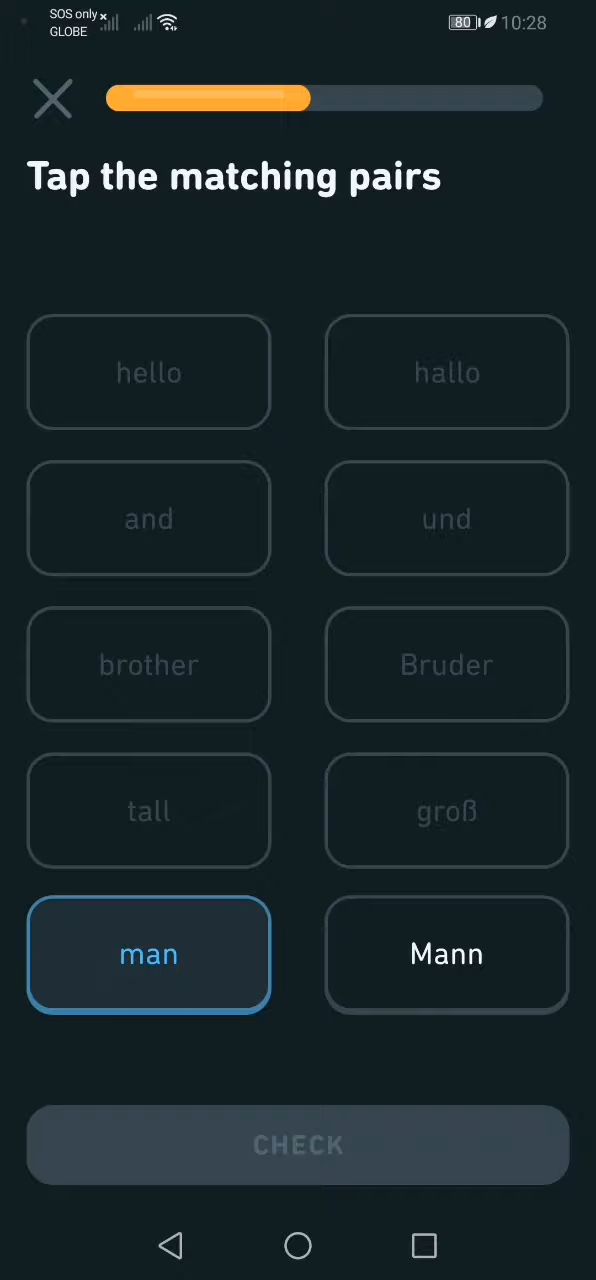 SOS only
GLOBE
80
10:28
Tap the matching pairs
hello hallo
and und
brother Bruder
tall groß
man Mann
CHECK